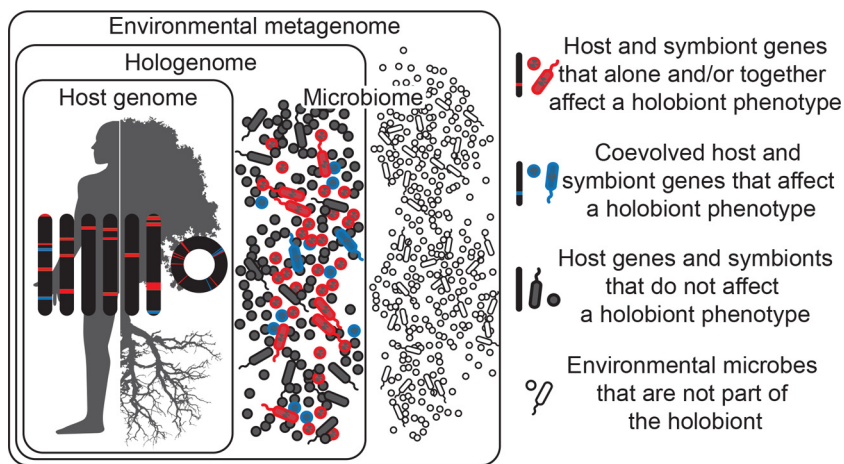 Environmental metagenome
Hologenome
Host genome
Microbiome
Host and symbiont genes
that alone and/or together
affect a holobiont phenotype
Coevolved host and
symbiont genes that affect
a holobiont phenotype
Host genes and symbionts
that do not affect
a holobiont phenotype
Environmental microbes
that are not part of
the holobiont